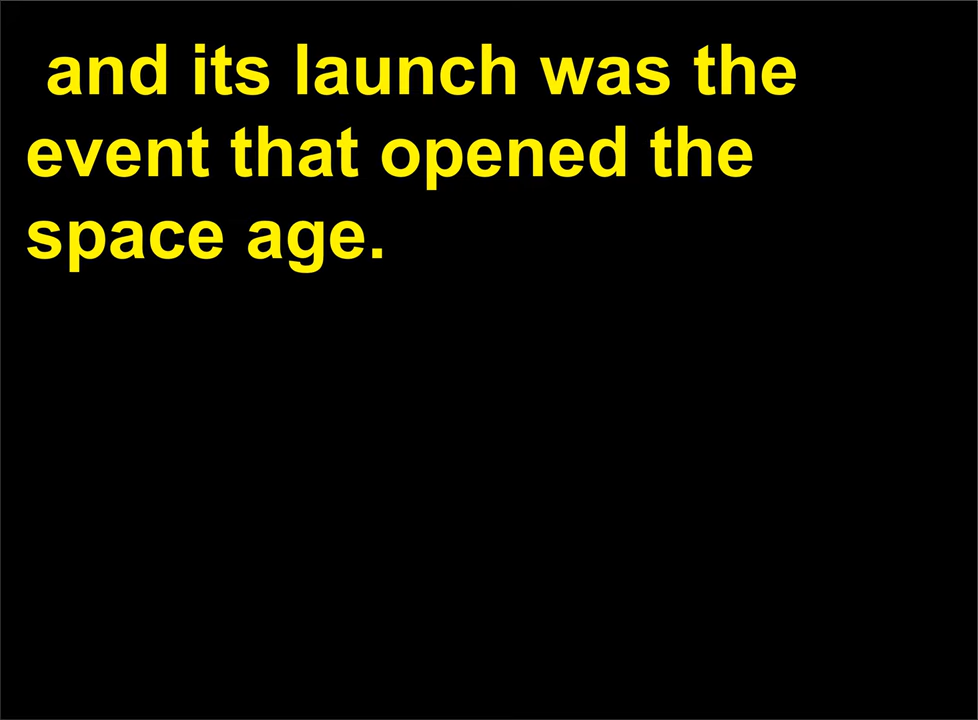 and its launch was the
event that opened the
space age.